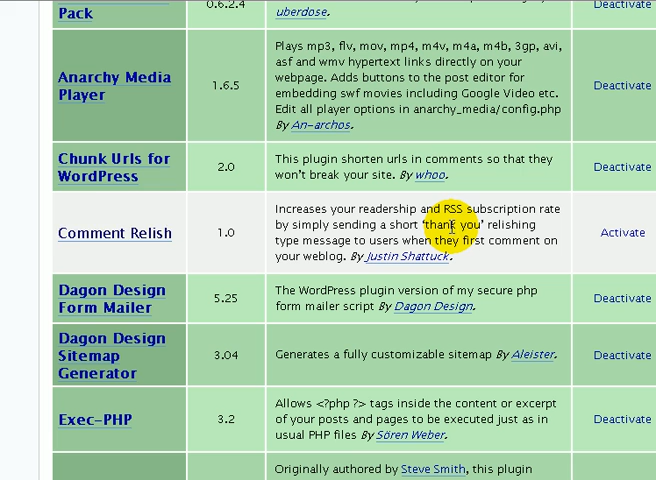 Pack
0.6.2.4
uberdose.
Deactivate
Anarchy Media
Player
1.6.5
Plays mp3, flv, mov, mp4, m4v, m4a, m4b, 3gp, avi,
asf and wmv hypertext links directly on your
webpage. Adds buttons to the post editor for
embedding swf movies including Google Video etc.
Edit all player options in anarchy_media/config.php
By An-archos.
Deactivate
Chunk Urls for
WordPress
2.0
This plugin shorten urls in comments so that they
won't break your site. By whoo.
Deactivate
Comment Relish
1.0
Increases your readership and RSS subscription rate
by simply sending a short 'thank you' relishing
type message to users when they first comment on
your weblog. By Justin Shattuck.
Activate
Dagon Design
Form Mailer
5.25
The WordPress plugin version of my secure php
form mailer script By Dagon Design.
Deactivate
Dagon Design
Sitemap
Generator
3.04
Generates a fully customizable sitemap By Aleister.
Deactivate
Exec-PHP
3.2
Allows <?php ?> tags inside the content or excerpt
of your posts and pages to be executed just as in
usual PHP files By Sören Weber.
Deactivate
Originally authored by Steve Smith, this plugin